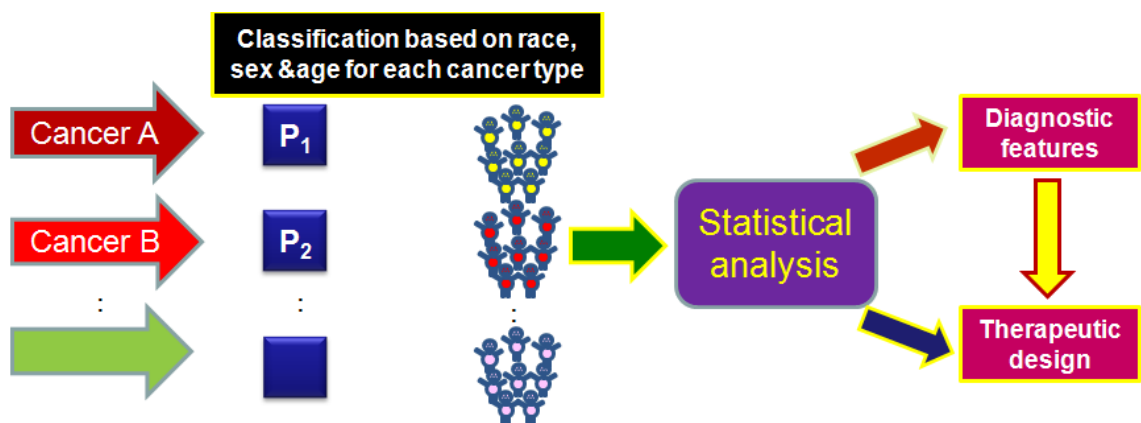 Classification based on race,
sex &age for each cancer type
Cancer A
P₁
Cancer B
P₂
:
:
:
Statistical
analysis
Diagnostic
features
Therapeutic
design